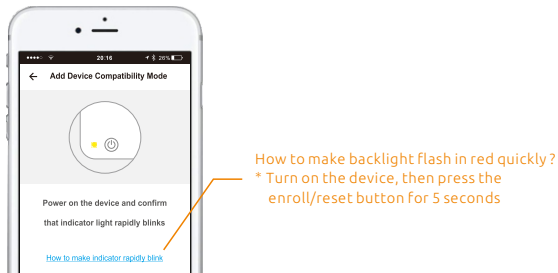 20:16
26%
Add Device Compatibility Mode
Power on the device and confirm
that indicator light rapidly blinks
How to make indicator rapidly blink
How to make backlight flash in red quickly ?
* Turn on the device, then press the
enroll/reset button for 5 seconds